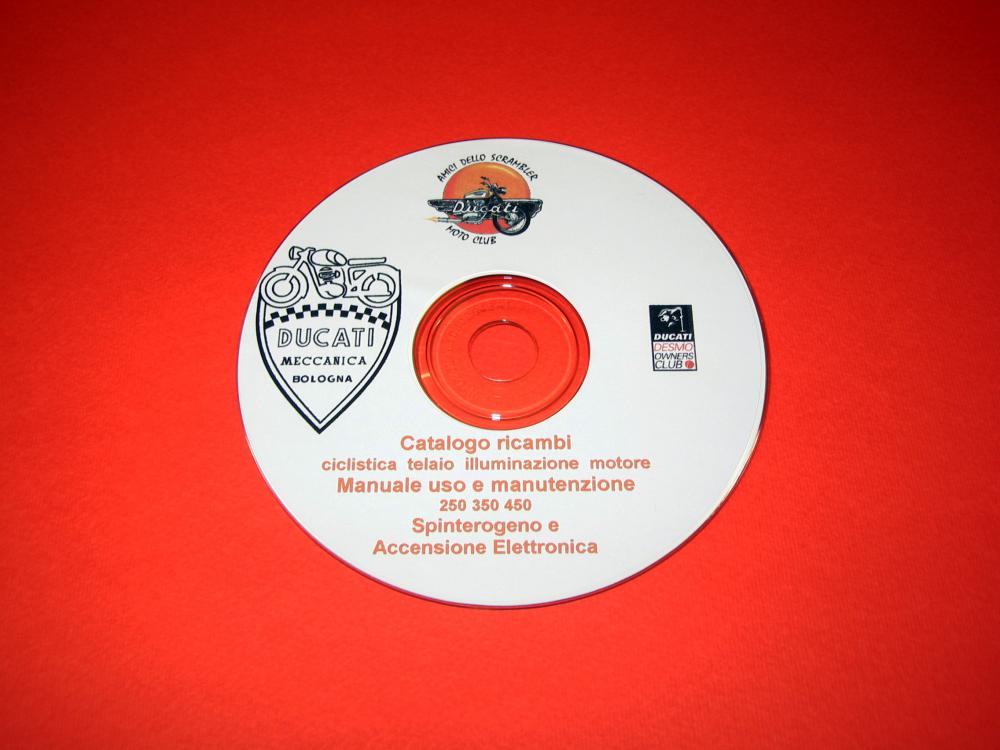 AMICI DELLO SCRAMBLER
Ducati
MOTO CLUB
DUCATI
MECCANICA
BOLOGNA
DUCATI
DESMO
OWNERS
CLUB
Catalogo ricambi
ciclistica telaio illuminazione motore
Manuale uso e manutenzione
250 350 450
Spinterogeno e
Accensione Elettronica